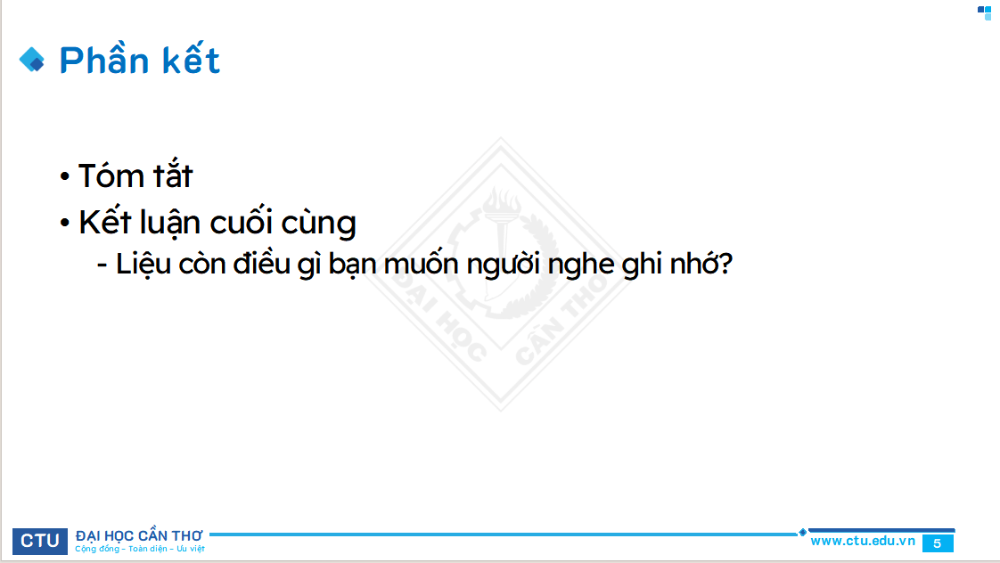 Phần kết
• Tóm tắt
• Kết luận cuối cùng
- Liệu còn điều gì bạn muốn người nghe ghi nhớ?
ĐẠI HỌC CẦN THƠ
CTU
ĐẠI HỌC CẦN THƠ
Cộng đồng - Toàn diện - Ưu việt
www.ctu.edu.vn
5